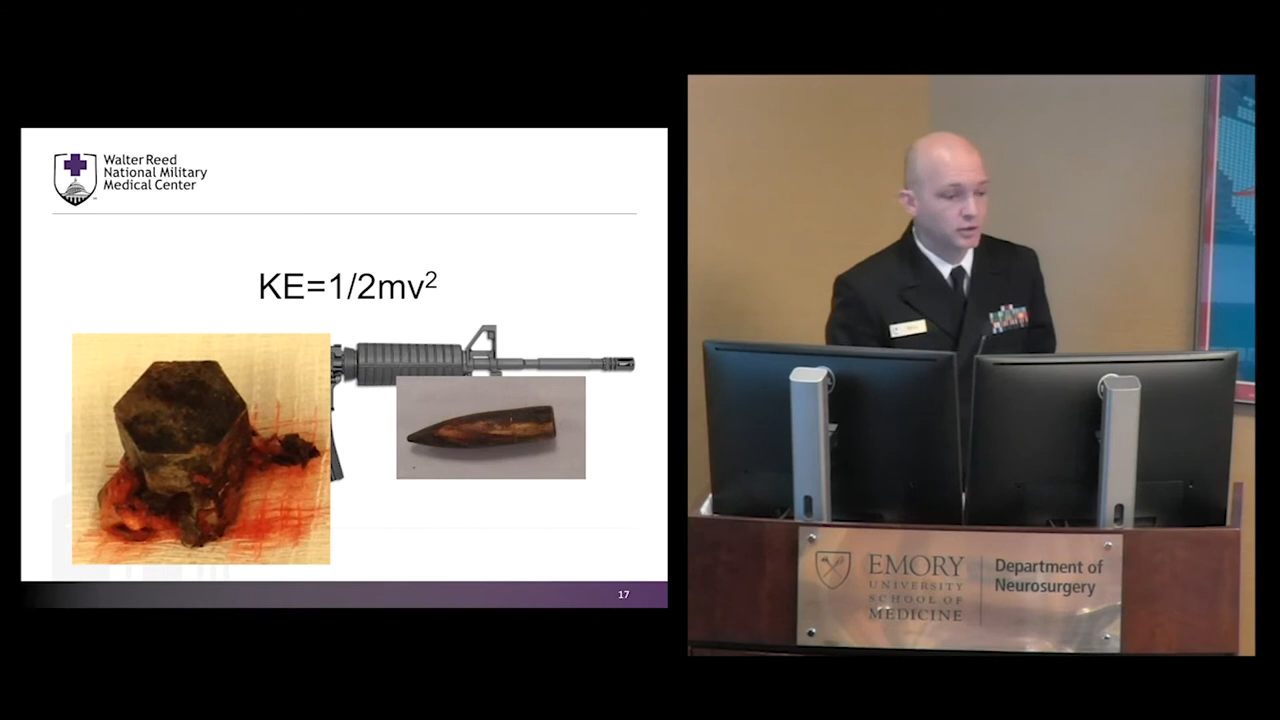 Walter Reed
National Military
Medical Center
KE=1/2mv²
17
EMORY
UNIVERSITY
SCHOOL OF
MEDICINE
Department of
Neurosurgery